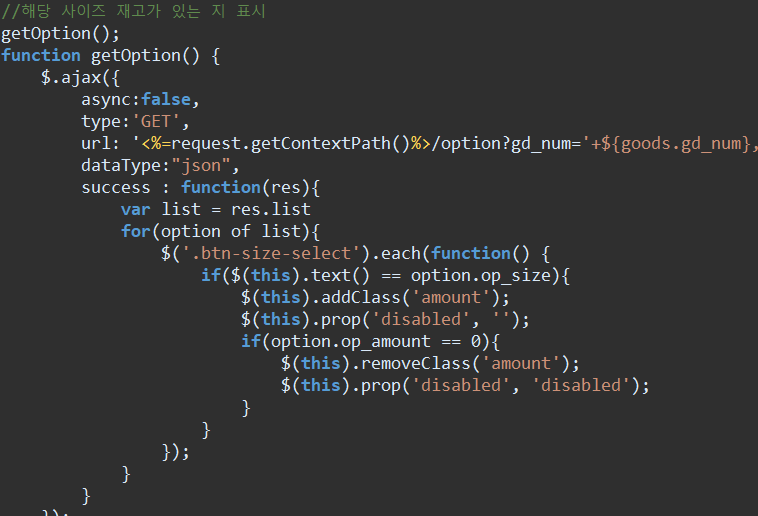 //해당 사이즈 재고가 있는 지 표시
getOption();
function getOption() {
    $.ajax({
        async:false,
        type:'GET',
        url: '<%=request.getContextPath()%>/option?gd_num='+${goods.gd_num},
        dataType:"json",
        success : function(res){
            var list = res.list
            for(option of list){
                $('.btn-size-select').each(function() {
                    if($(this).text() == option.op_size){
                        $(this).addClass('amount');
                        $(this).prop('disabled', '');
                        if(option.op_amount == 0){
                            $(this).removeClass('amount');
                            $(this).prop('disabled', 'disabled');
                        }
                    }
                });
            }
        }
    });